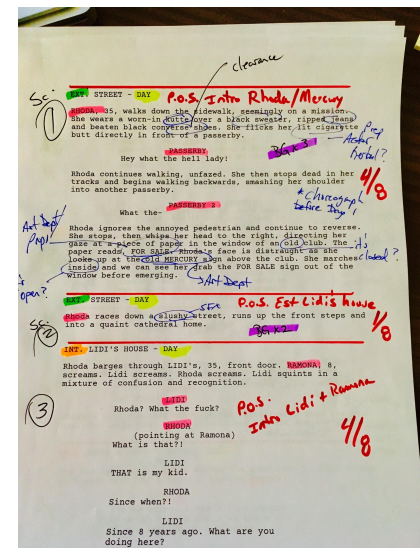 clearance
Sc.
1
EXT. STREET - DAY P.O.S. Intro Rhoda/Mercury
RHODA, 35, walks down the sidewalk, seemingly on a mission.
She wears a worn-in kutte over a black sweater, ripped jeans
and beaten black converse shoes. She flicks her lit cigarette
butt directly in front of a passerby.
Prop
Actor
Herbal?
PASSERBY
BG x 3
Hey what the hell lady!
4/8
Rhoda continues walking, unfazed. She then stops dead in her
tracks and begins walking backwards, smashing her shoulder
into another passerby.
PASSERBY 2
What the-
* Choreograph
before Day 1
Art Dept
Prop
Rhoda ignores the annoyed pedestrian and continue to reverse.
She stops, then whips her head to the right, directing her
gaze at a piece of paper in the window of an old club. The
paper reads, FOR SALE. Rhoda's face is distraught as she
looks up at the old MERCURY sign above the club. She marches
inside and we can see her grab the FOR SALE sign out of the
window before emerging.
it's
closed?
open?
Art Dept
EXT. STREET - DAY P.O.S. Est Lidi's house
Sc.
2
Rhoda races down a slushy street, runs up the front steps and
into a quaint cathedral home.
BG x 2
1/8
INT. LIDI'S HOUSE - DAY
Rhoda barges through LIDI's, 35, front door. RAMONA, 8,
screams. Lidi screams. Rhoda screams. Lidi squints in a
mixture of confusion and recognition.
3
LIDI
Rhoda? What the fuck?
P.O.S.
Intro Lidi + Ramona
4/8
RHODA
(pointing at Ramona)
What is that?!
LIDI
THAT is my kid.
RHODA
Since when?!
LIDI
Since 8 years ago. What are you
doing here?